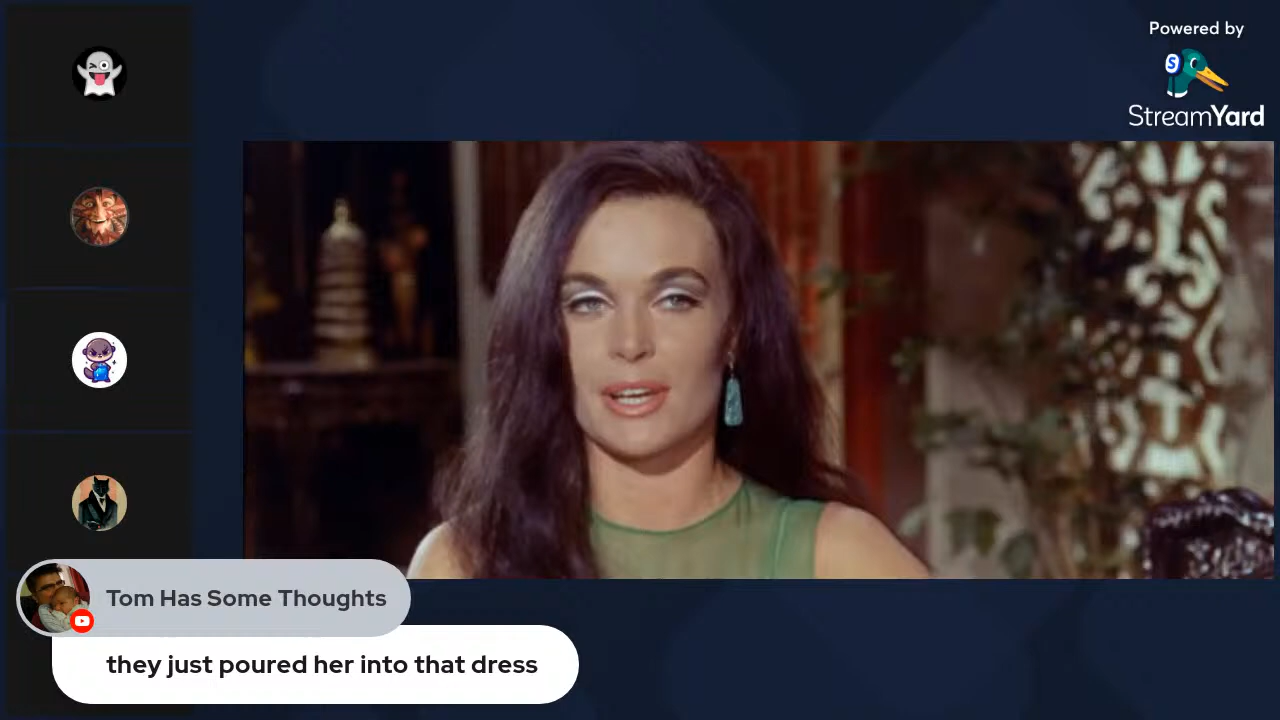 Powered by
StreamYard
Tom Has Some Thoughts
they just poured her into that dress